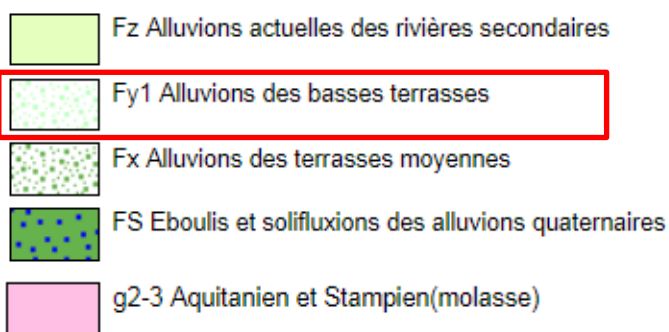 Fz Alluvions actuelles des rivières secondaires
Fy1 Alluvions des basses terrasses
Fx Alluvions des terrasses moyennes
FS Eboulis et solifluxions des alluvions quaternaires
g2-3 Aquitanien et Stampien(molasse)